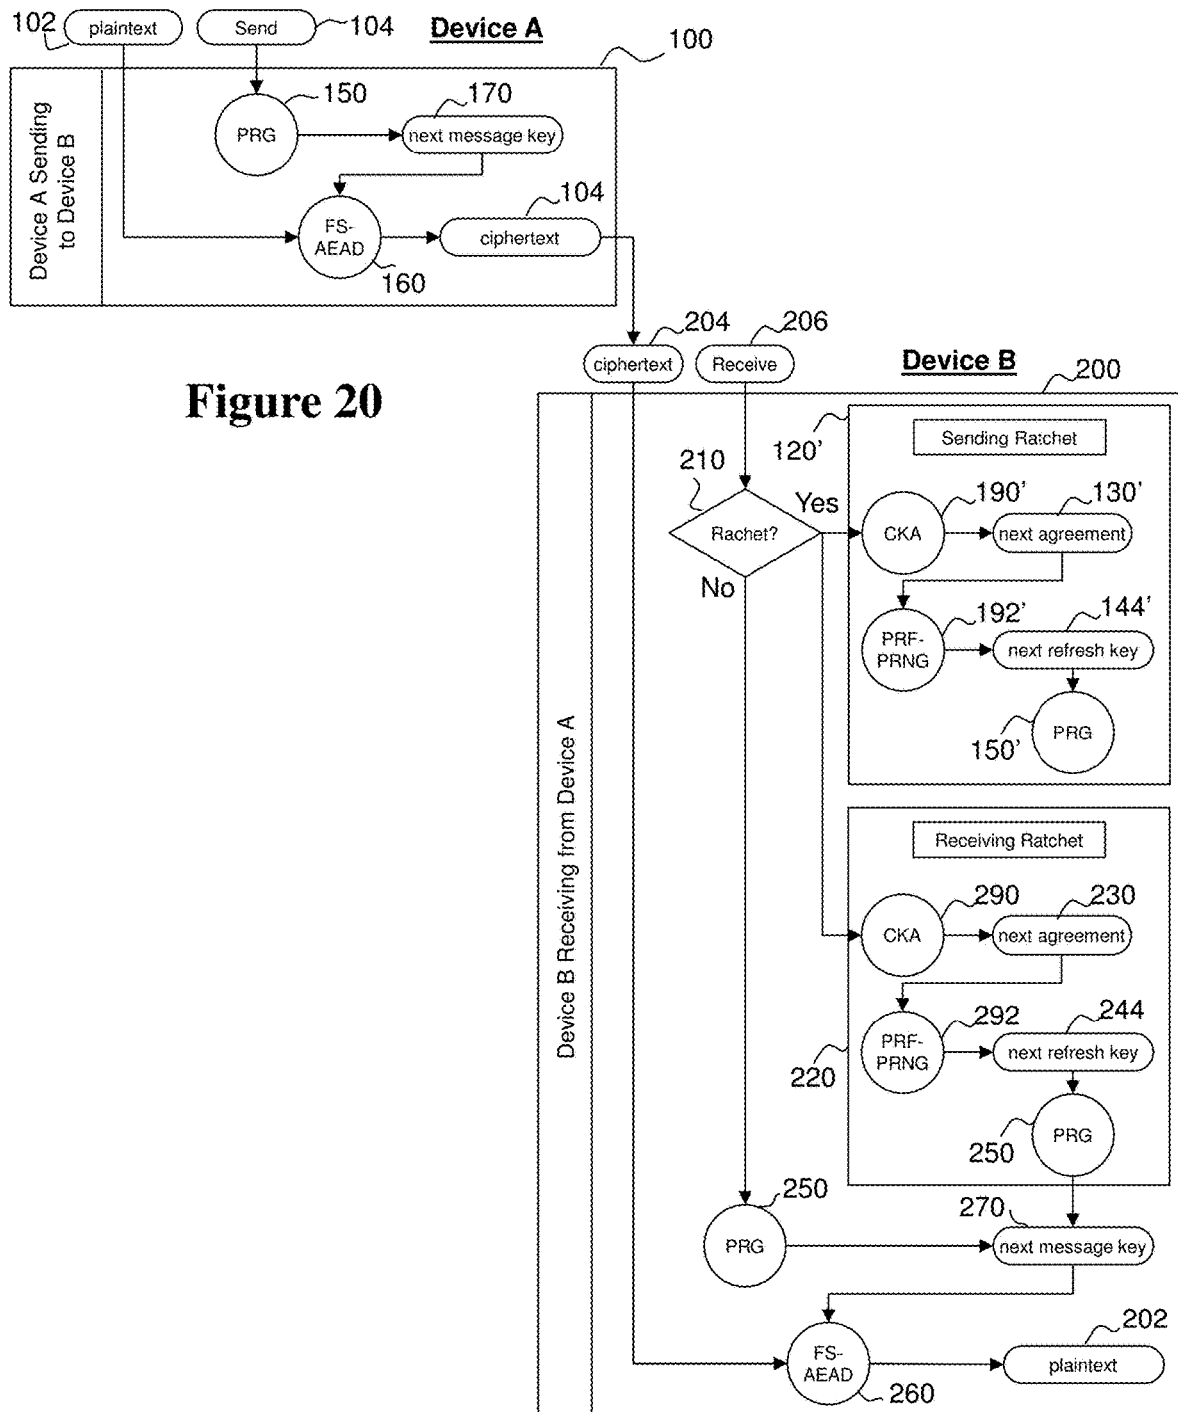 102
plaintext
Send
104
Device A
100
Device A Sending
to Device B
150
170
PRG
next message key
104
FS-
AEAD
ciphertext
160
204
206
ciphertext
Receive
Device B
200
Figure 20
Device B Receiving from Device A
120’
Sending Ratchet
210
Yes
190’
130’
Rachet?
CKA
next agreement
No
192’
144’
PRF-
PRNG
next refresh key
150’
PRG
Receiving Ratchet
290
230
CKA
next agreement
292
244
PRF-
PRNG
next refresh key
220
250
PRG
250
270
PRG
next message key
202
FS-
AEAD
plaintext
260